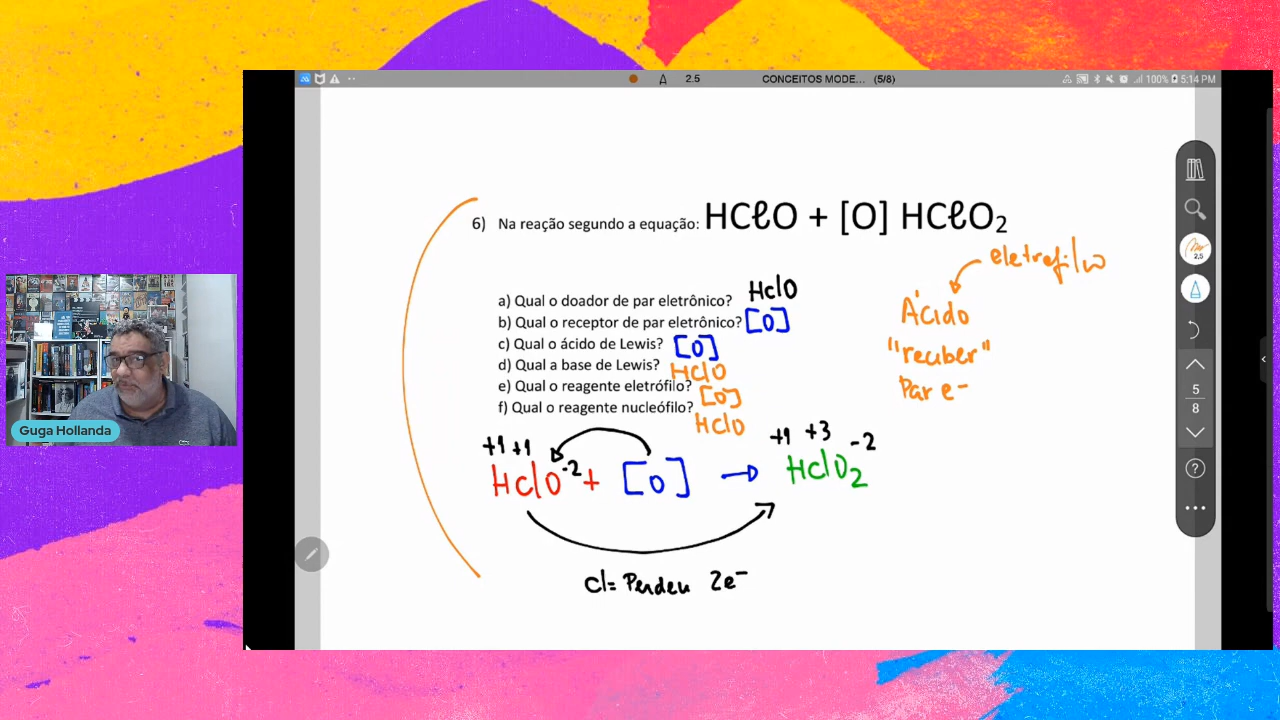 2.5 CONCEITOS MODE... (5/8) 100% 5:14 PM
6) Na reação segundo a equação: HCℓO + [O] HCℓO₂
eletrófilo
a) Qual o doador de par eletrônico? HClO
b) Qual o receptor de par eletrônico? [O]
c) Qual o ácido de Lewis? [O]
d) Qual a base de Lewis? HClO
e) Qual o reagente eletrófilo? [O]
f) Qual o reagente nucleófilo? HClO
Ácido
"receber"
Par e-
+1 +1 -2 +1 +3 -2
HClO + [O] → HClO₂
Cl = Perdeu 2e⁻
Guga Hollanda
2,5
5
8